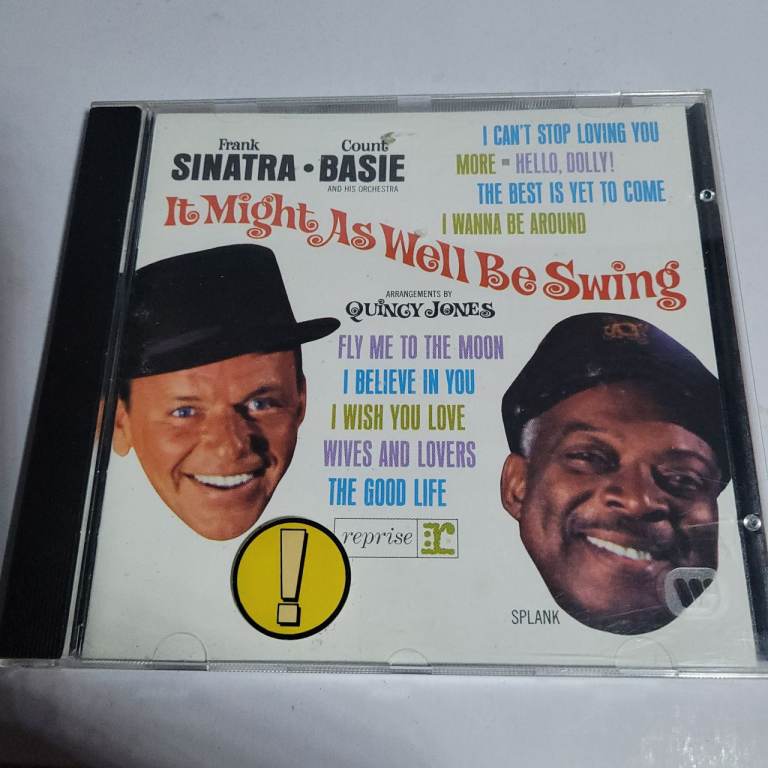 Frank Count
SINATRA • BASIE
AND HIS ORCHESTRA
I CAN'T STOP LOVING YOU
MORE = HELLO, DOLLY!
THE BEST IS YET TO COME
I WANNA BE AROUND
It Might As Well Be Swing
ARRANGEMENTS BY
QUINCY JONES
FLY ME TO THE MOON
I BELIEVE IN YOU
I WISH YOU LOVE
WIVES AND LOVERS
THE GOOD LIFE
reprise r
!
SPLANK